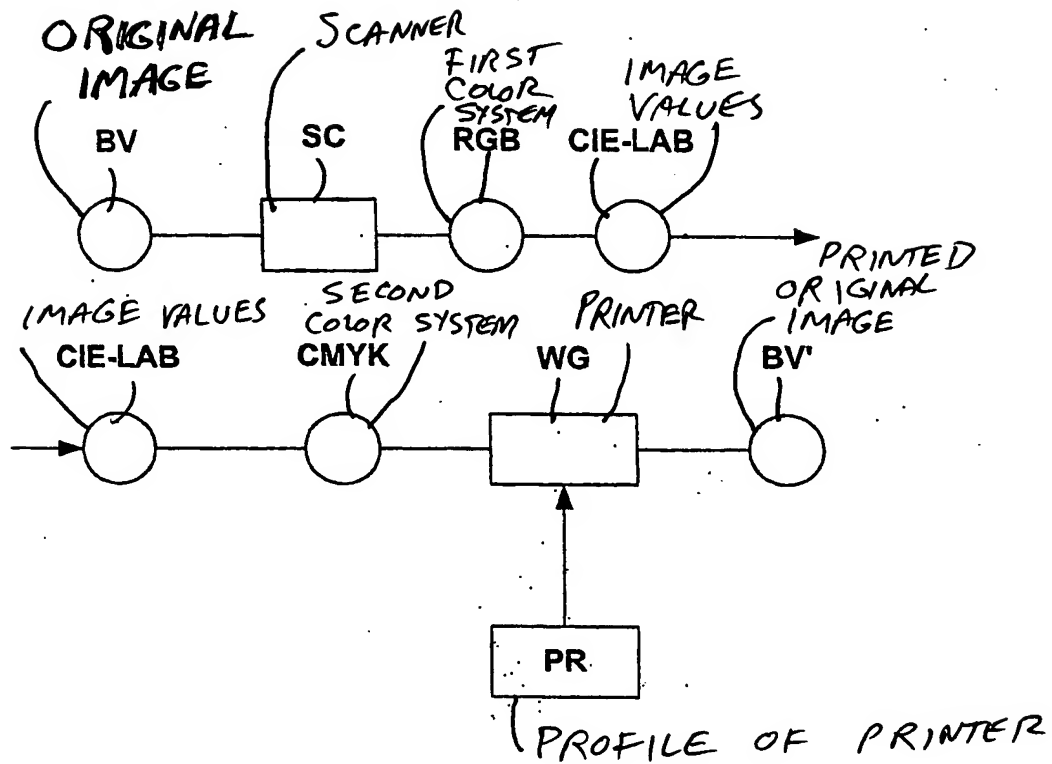 ORIGINAL
IMAGE
SCANNER
FIRST
COLOR
SYSTEM
IMAGE
VALUES
BV
SC
RGB
CIE-LAB
PRINTED
ORIGINAL
IMAGE
IMAGE VALUES
SECOND
COLOR SYSTEM
PRINTER
CIE-LAB
CMYK
WG
BV'
PR
PROFILE OF PRINTER